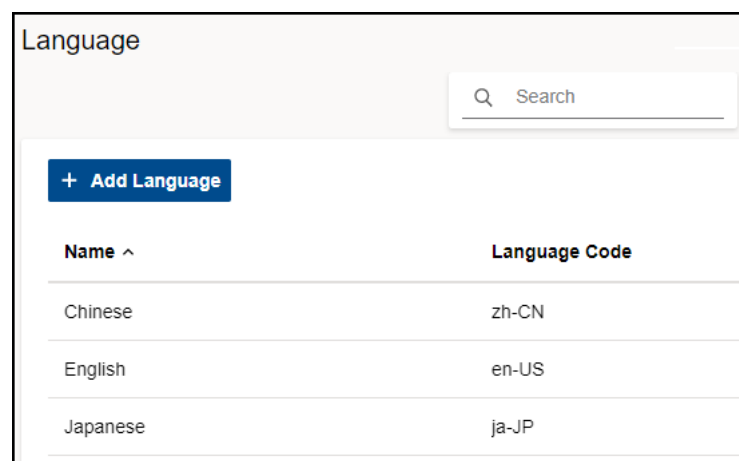 Language
Search
+ Add Language
Name Language Code
Chinese zh-CN
English en-US
Japanese ja-JP